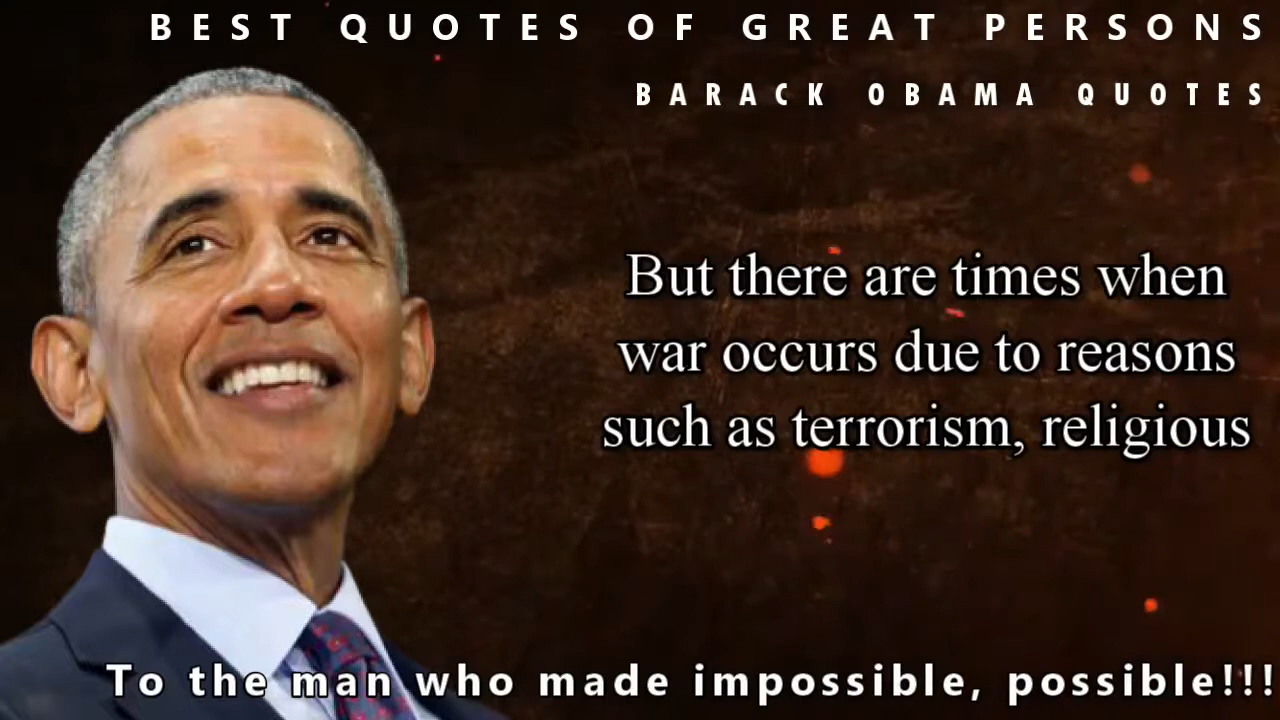 BEST QUOTES OF GREAT PERSONS
BARACK OBAMA QUOTES
But there are times when
war occurs due to reasons
such as terrorism, religious
To the man who made impossible, possible!!!